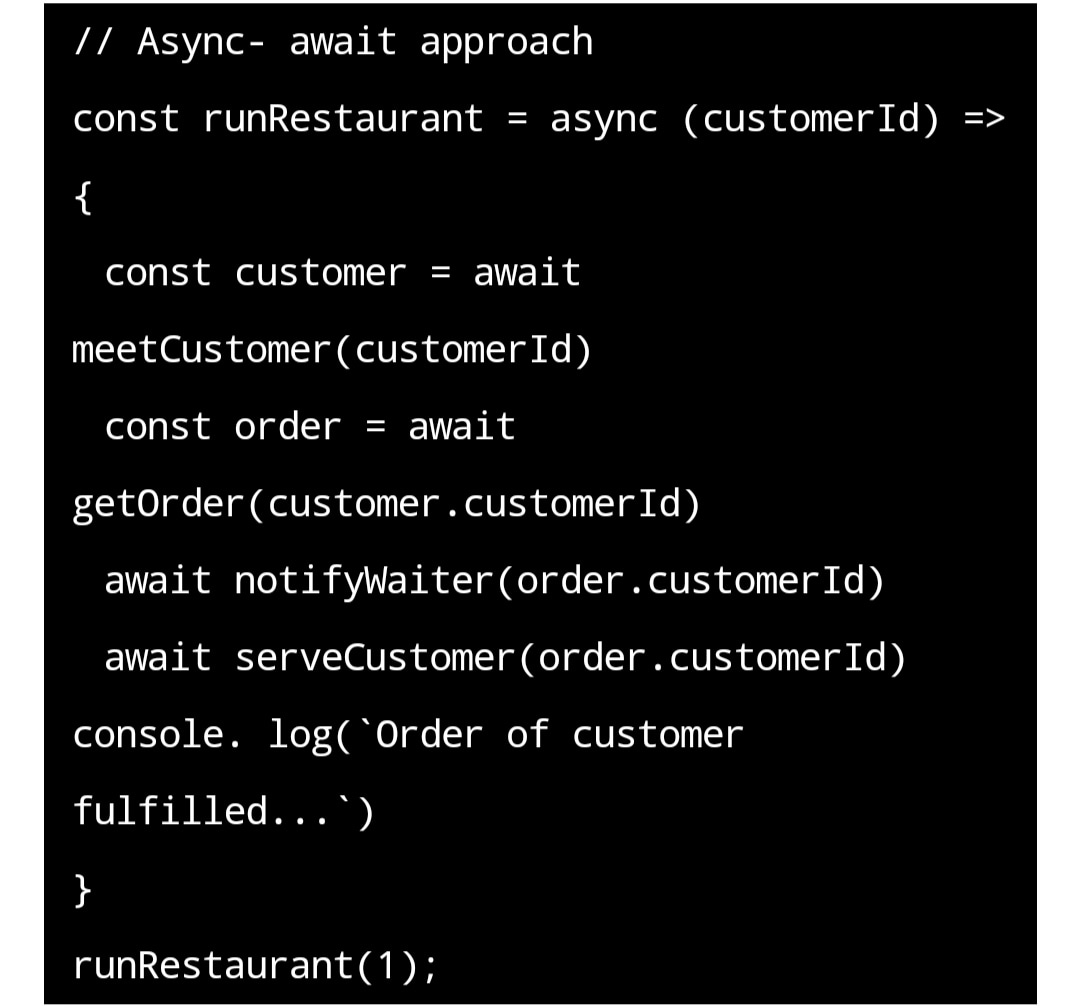 // Async- await approach
const runRestaurant = async (customerId) =>
{
  const customer = await
meetCustomer(customerId)
  const order = await
getOrder(customer.customerId)
  await notifyWaiter(order.customerId)
  await serveCustomer(order.customerId)
console. log(`Order of customer
fulfilled...`)
}
runRestaurant(1);